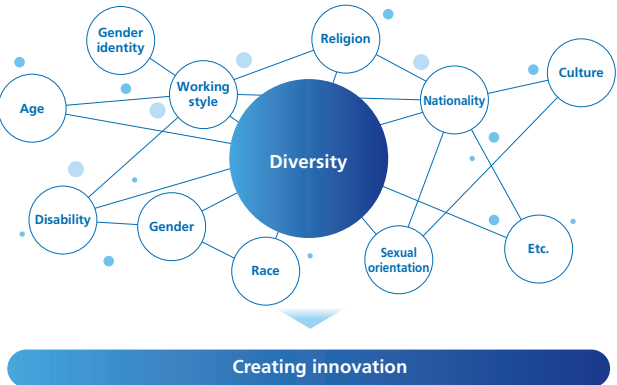 Gender
identity
Religion
Culture
Working
style
Nationality
Age
Diversity
Disability
Gender
Sexual
orientation
Etc.
Race
Creating innovation